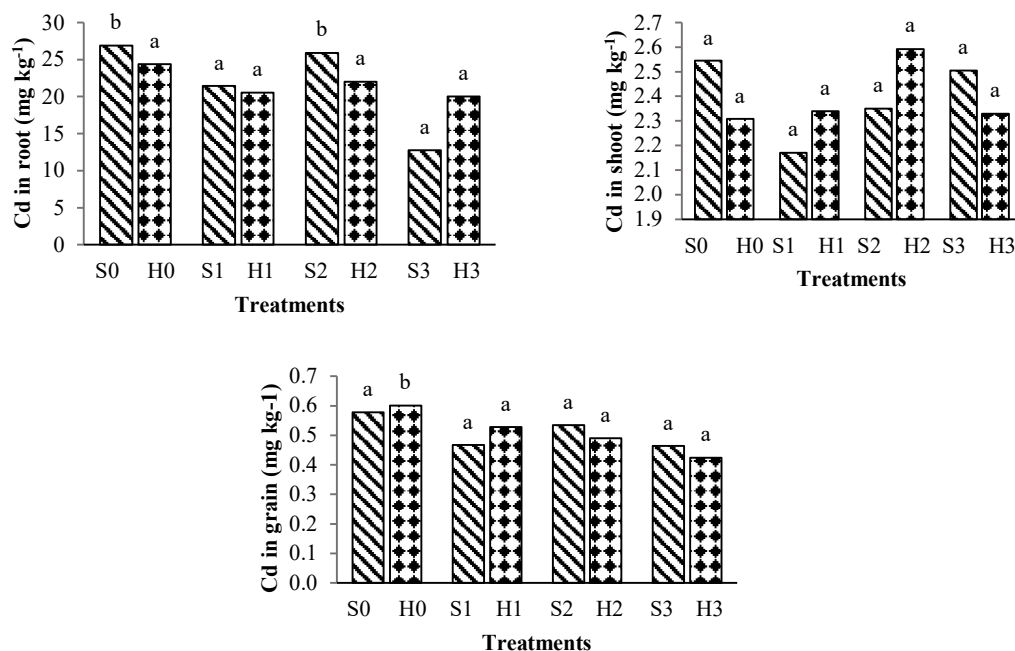 Cd in root (mg kg⁻¹)
30
25
20
15
10
5
0
b
a
a
a
b
a
a
a
S0 H0 S1 H1 S2 H2 S3 H3
Treatments
Cd in shoot (mg kg⁻¹)
2.7
2.6
2.5
2.4
2.3
2.2
2.1
2.0
1.9
a
a
a
a
a
a
a
a
S0 H0 S1 H1 S2 H2 S3 H3
Treatments
Cd in grain (mg kg-1)
0.7
0.6
0.5
0.4
0.3
0.2
0.1
0.0
a
b
a
a
a
a
a
a
S0 H0 S1 H1 S2 H2 S3 H3
Treatments